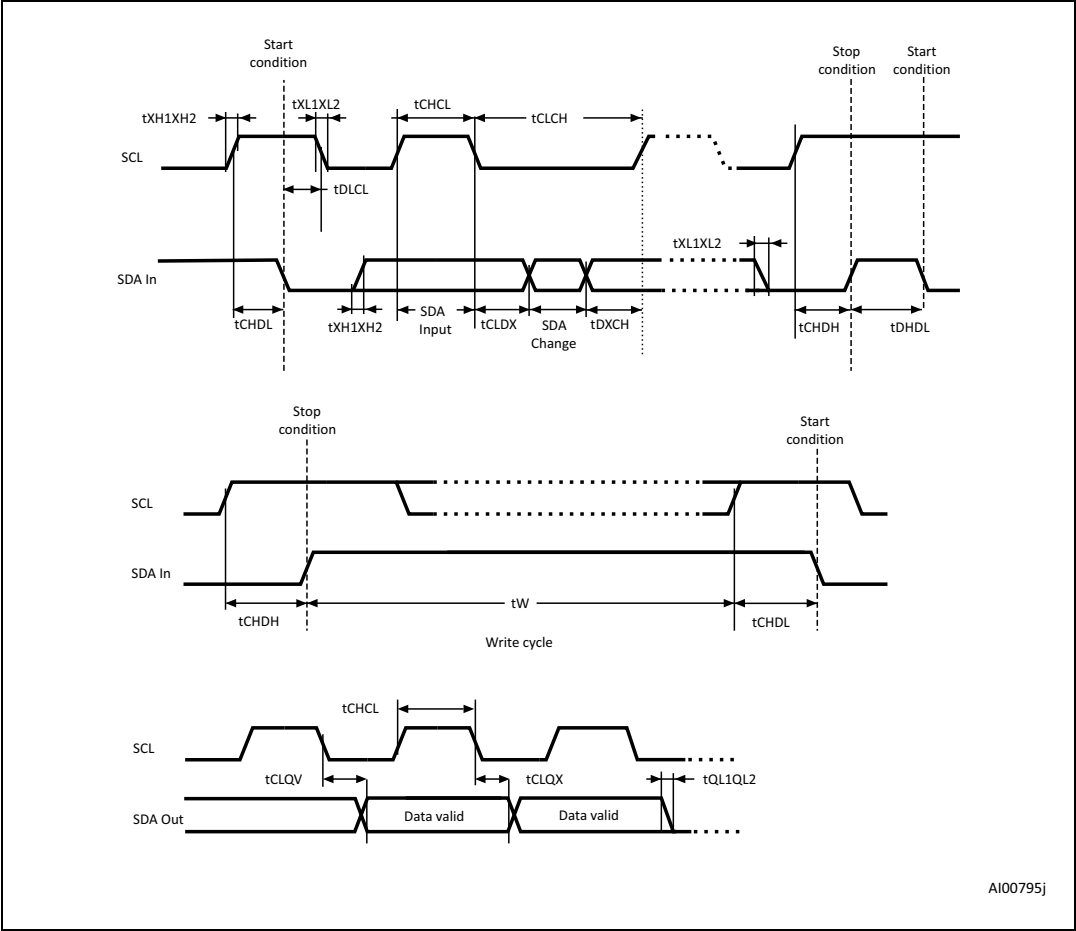 Start
condition
Stop
condition
Start
condition
tXH1XH2
tXL1XL2
tCHCL
tCLCH
SCL
tDLCL
tXL1XL2
SDA In
tCHDL
tXH1XH2
SDA
Input
tCLDX
SDA
Change
tDXCH
tCHDH
tDHDL
Stop
condition
Start
condition
SCL
SDA In
tCHDH
tW
tCHDL
Write cycle
tCHCL
SCL
tCLQV
tCLQX
tQL1QL2
SDA Out
Data valid
Data valid
AI00795j